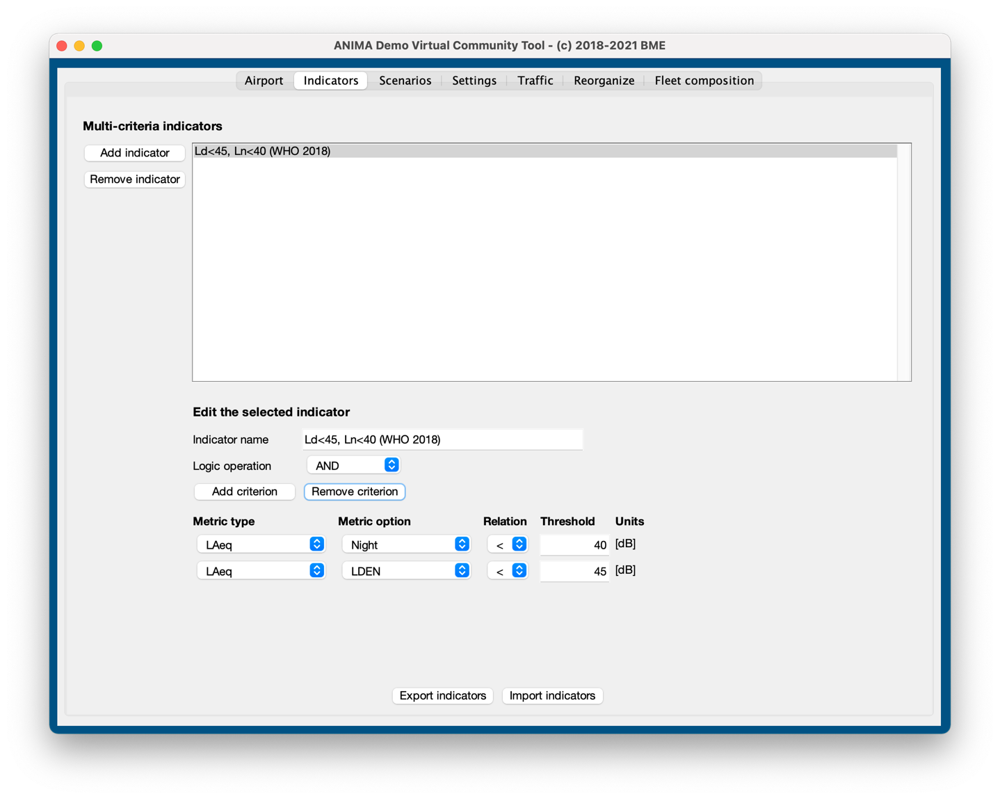 ANIMA Demo Virtual Community Tool - (c) 2018-2021 BME
Airport Indicators Scenarios Settings Traffic Reorganize Fleet composition
Multi-criteria indicators
Add indicator
Ld<45, Ln<40 (WHO 2018)
Remove indicator
Edit the selected indicator
Indicator name Ld<45, Ln<40 (WHO 2018)
Logic operation AND
Add criterion Remove criterion
Metric type Metric option Relation Threshold Units
LAeq Night < 40 [dB]
LAeq LDEN < 45 [dB]
Export indicators Import indicators